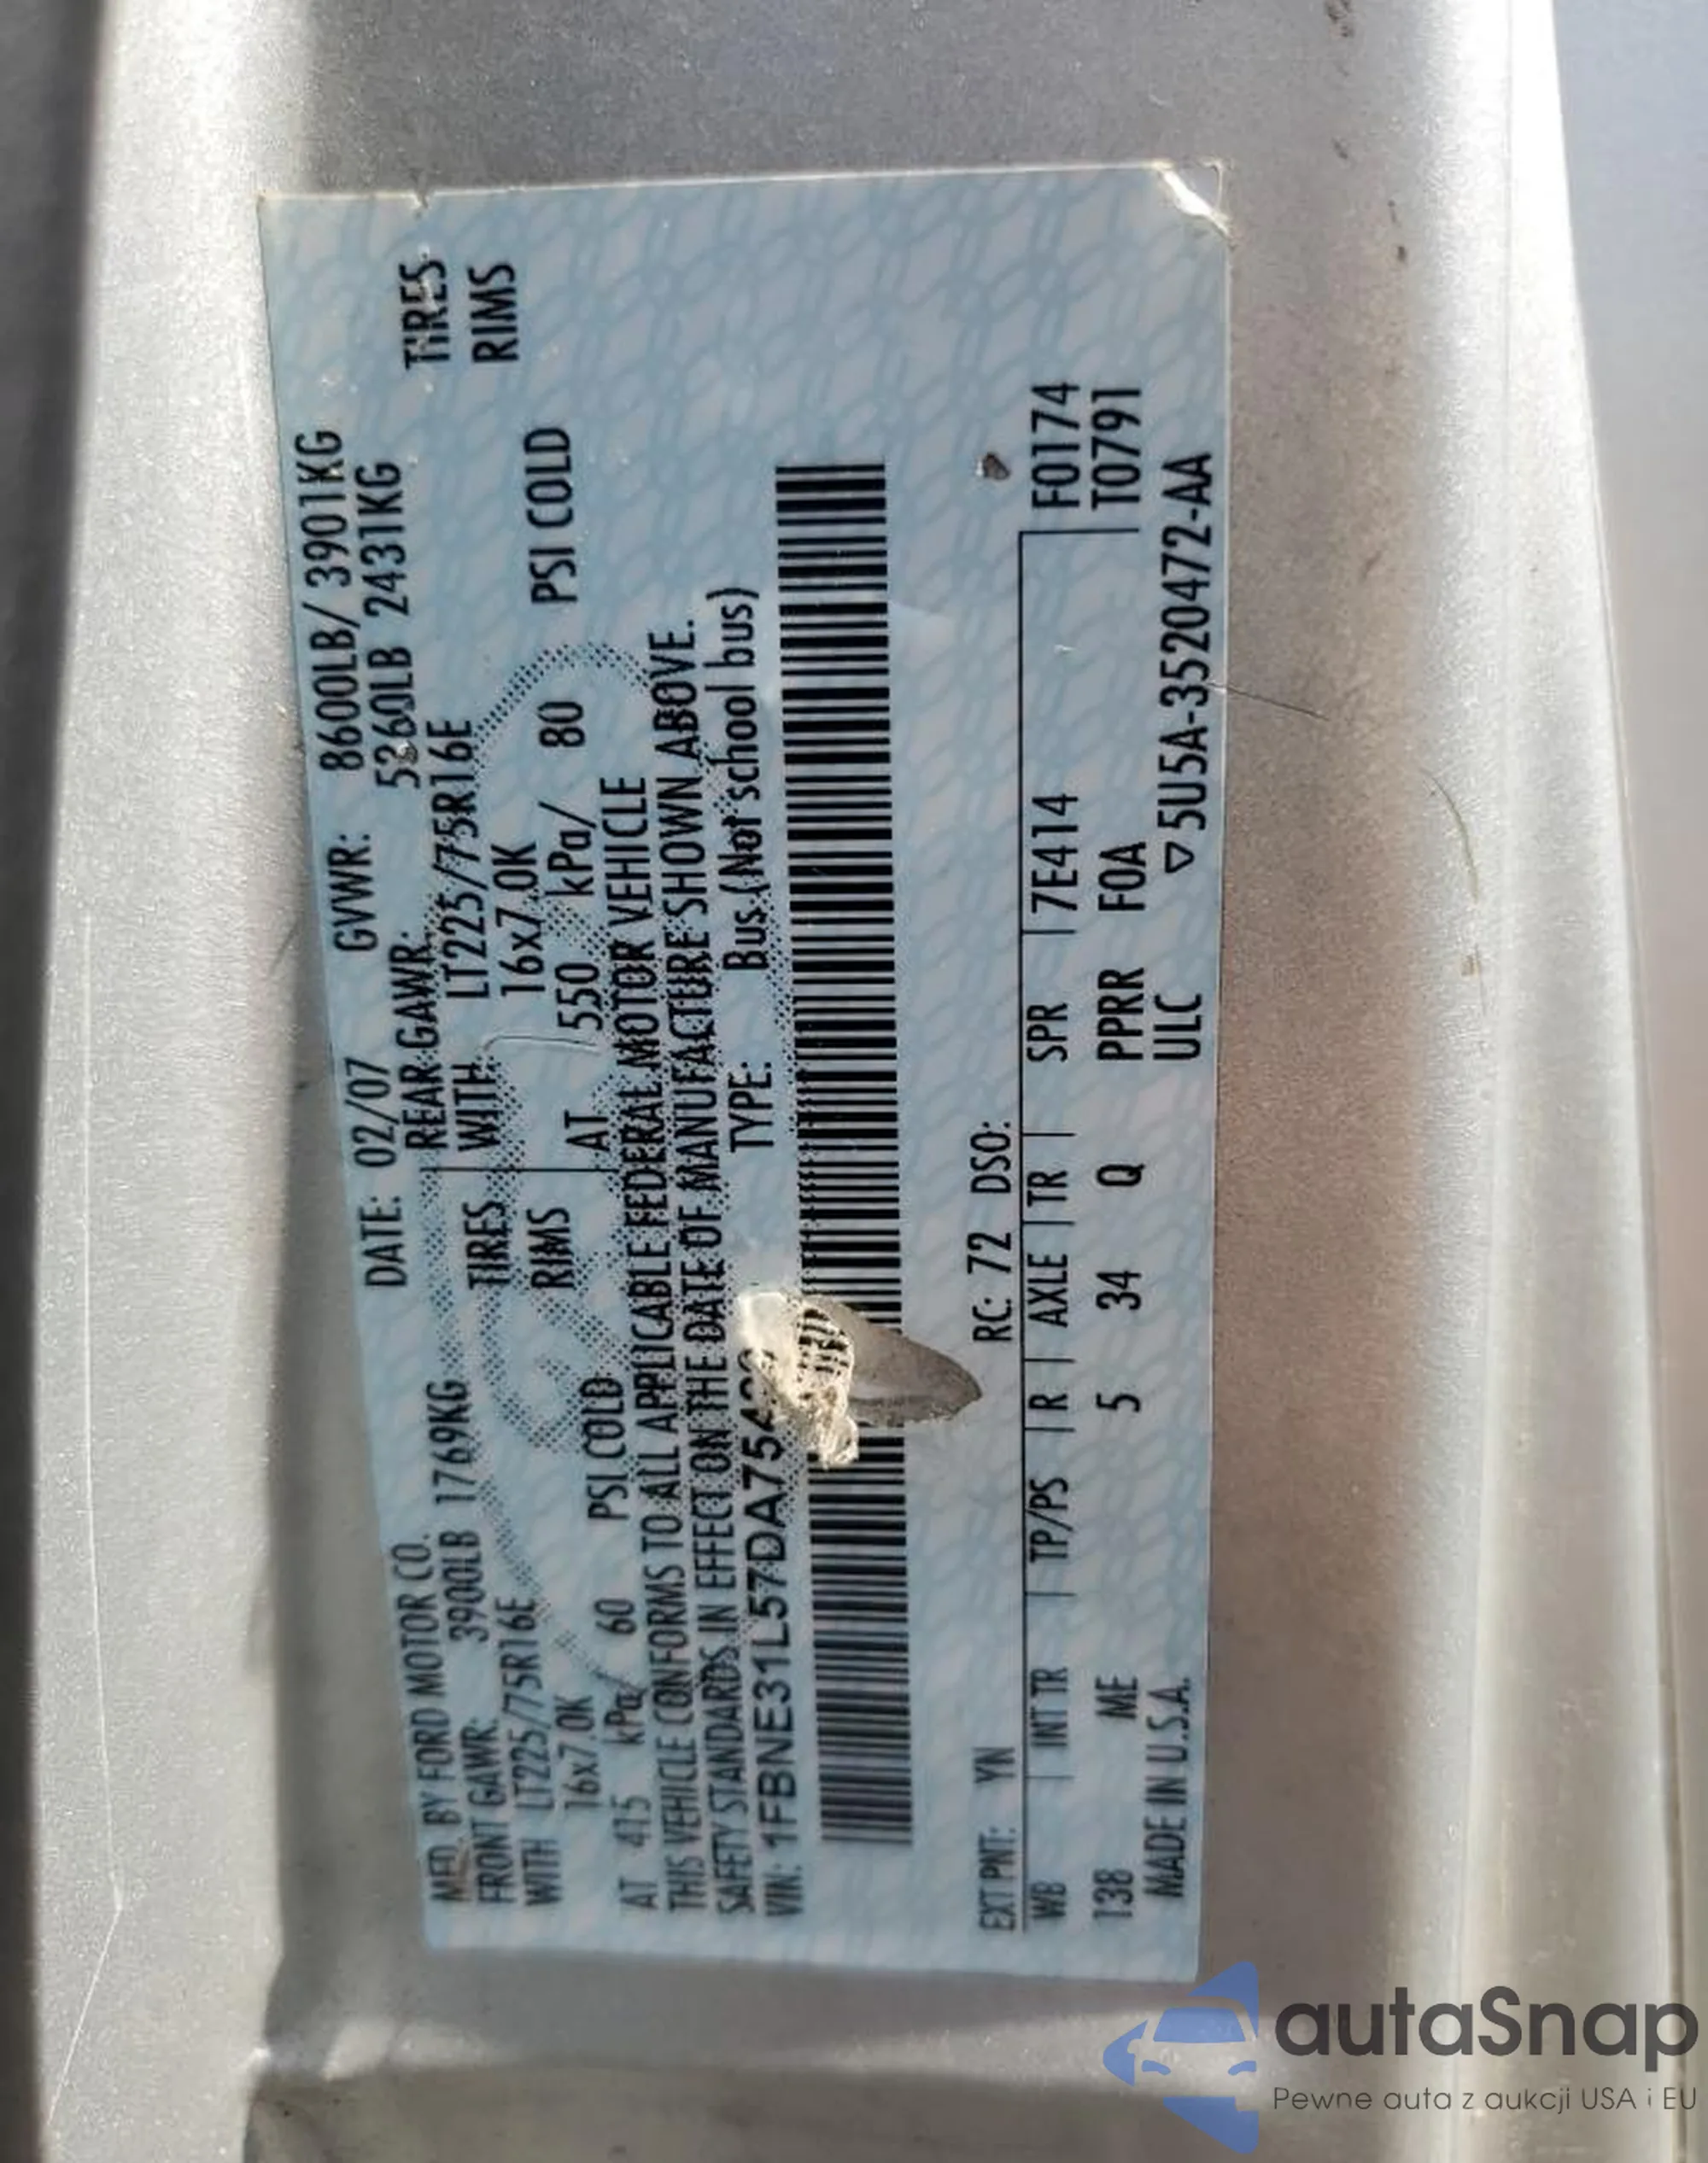 MFD. BY FORD MOTOR CO. DATE: 02/07 GVWR: 8600LB/ 3901KG
FRONT GAWR: 3900LB 1769KG REAR GAWR: 5360LB 2431KG
WITH LT225/75R16E TIRES WITH LT225/75R16E TIRES
16x7.0K RIMS 16x7.0K RIMS
AT 415 kPa/ 60 PSI COLD AT 550 kPa/ 80 PSI COLD
THIS VEHICLE CONFORMS TO ALL APPLICABLE FEDERAL MOTOR VEHICLE
SAFETY STANDARDS IN EFFECT ON THE DATE OF MANUFACTURE SHOWN ABOVE.
VIN: TYPE: Bus (Not school bus)
EXT PNT: YN RC: 72 DSO:
WB | INT TR | TP/PS | R | AXLE | TR | SPR | 7E414 F0174
138 ME 5 34 Q PPRR FOA T0791
MADE IN U.S.A. ULC ▽5U5A-3520472-AA
autaSnap
Pewne auta z aukcji USA i EU